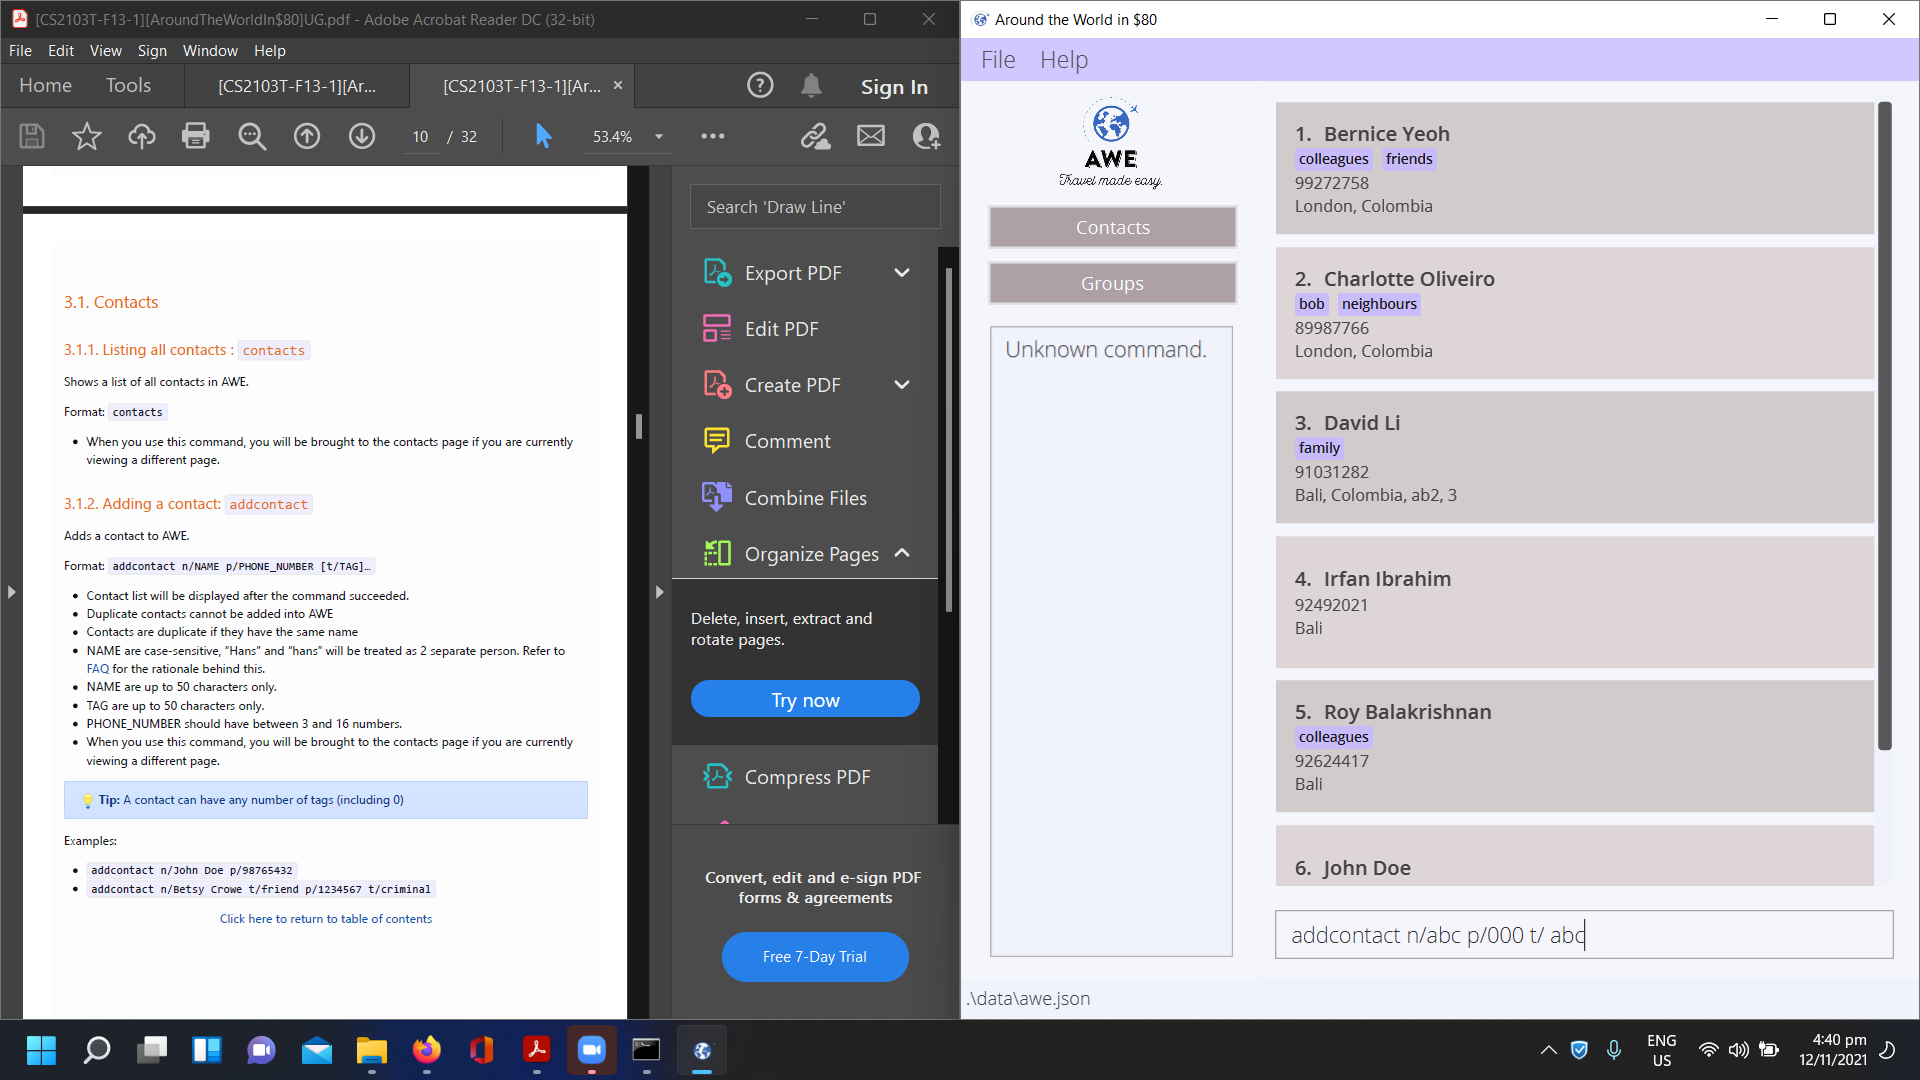 [CS2103T-F13-1][AroundTheWorldIn$80]UG.pdf - Adobe Acrobat Reader DC (32-bit)
File Edit View Sign Window Help
Home Tools [CS2103T-F13-1][Ar... [CS2103T-F13-1][Ar... Sign In
10 / 32 53.4%
3.1. Contacts
3.1.1. Listing all contacts : contacts
Shows a list of all contacts in AWE.
Format: contacts
• When you use this command, you will be brought to the contacts page if you are currently
viewing a different page.
3.1.2. Adding a contact: addcontact
Adds a contact to AWE.
Format: addcontact n/NAME p/PHONE_NUMBER [t/TAG]…
• Contact list will be displayed after the command succeeded.
• Duplicate contacts cannot be added into AWE
• Contacts are duplicate if they have the same name
• NAME are case-sensitive, “Hans” and “hans” will be treated as 2 separate person. Refer to
FAQ for the rationale behind this.
• NAME are up to 50 characters only.
• TAG are up to 50 characters only.
• PHONE_NUMBER should have between 3 and 16 numbers.
• When you use this command, you will be brought to the contacts page if you are currently
viewing a different page.
Tip: A contact can have any number of tags (including 0)
Examples:
• addcontact n/John Doe p/98765432
• addcontact n/Betsy Crowe t/friend p/1234567 t/criminal
Click here to return to table of contents
Search 'Draw Line'
Export PDF
Edit PDF
Create PDF
Comment
Combine Files
Organize Pages
Delete, insert, extract and
rotate pages.
Try now
Compress PDF
Convert, edit and e-sign PDF
forms & agreements
Free 7-Day Trial
Around the World in $80
File Help
AWE
Travel made easy.
Contacts
Groups
Unknown command.
1. Bernice Yeoh
colleagues friends
99272758
London, Colombia
2. Charlotte Oliveiro
bob neighbours
89987766
London, Colombia
3. David Li
family
91031282
Bali, Colombia, ab2, 3
4. Irfan Ibrahim
92492021
Bali
5. Roy Balakrishnan
colleagues
92624417
Bali
6. John Doe
addcontact n/abc p/000 t/ abc
.\data\awe.json
ENG
US
4:40 pm
12/11/2021